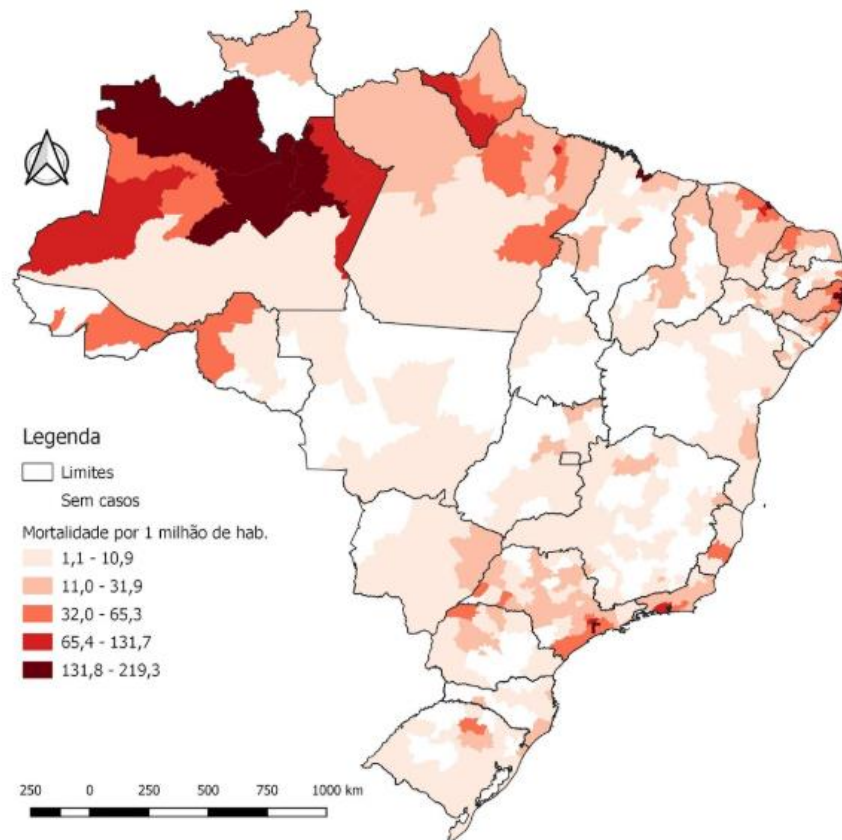 Legenda
Limites
Sem casos
Mortalidade por 1 milhão de hab.
1,1 - 10,9
11,0 - 31,9
32,0 - 65,3
65,4 - 131,7
131,8 - 219,3
250 0 250 500 750 1000 km